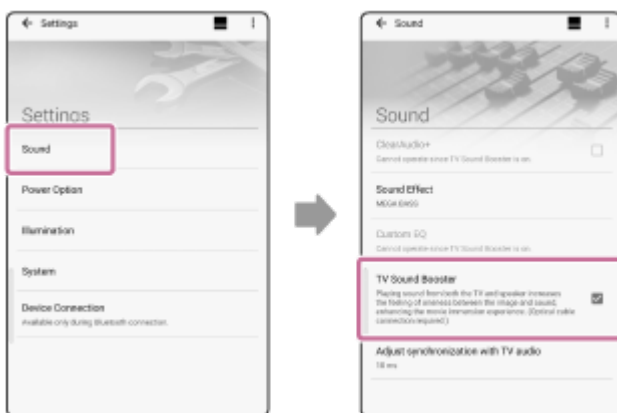 Settings
Settings
Sound
Power Option
Illumination
System
Device Connection
Available only during Bluetooth connection.
Sound
Sound
ClearAudio+
Cannot operate since TV Sound Booster is on.
Sound Effect
MEGA BASS
Custom EQ
Cannot operate since TV Sound Booster is on.
TV Sound Booster
Playing sound from both the TV and speaker increases
the feeling of oneness between the image and sound,
enhancing the movie immersion experience. (Optical cable
connection required.)
Adjust synchronization with TV audio
18 ms